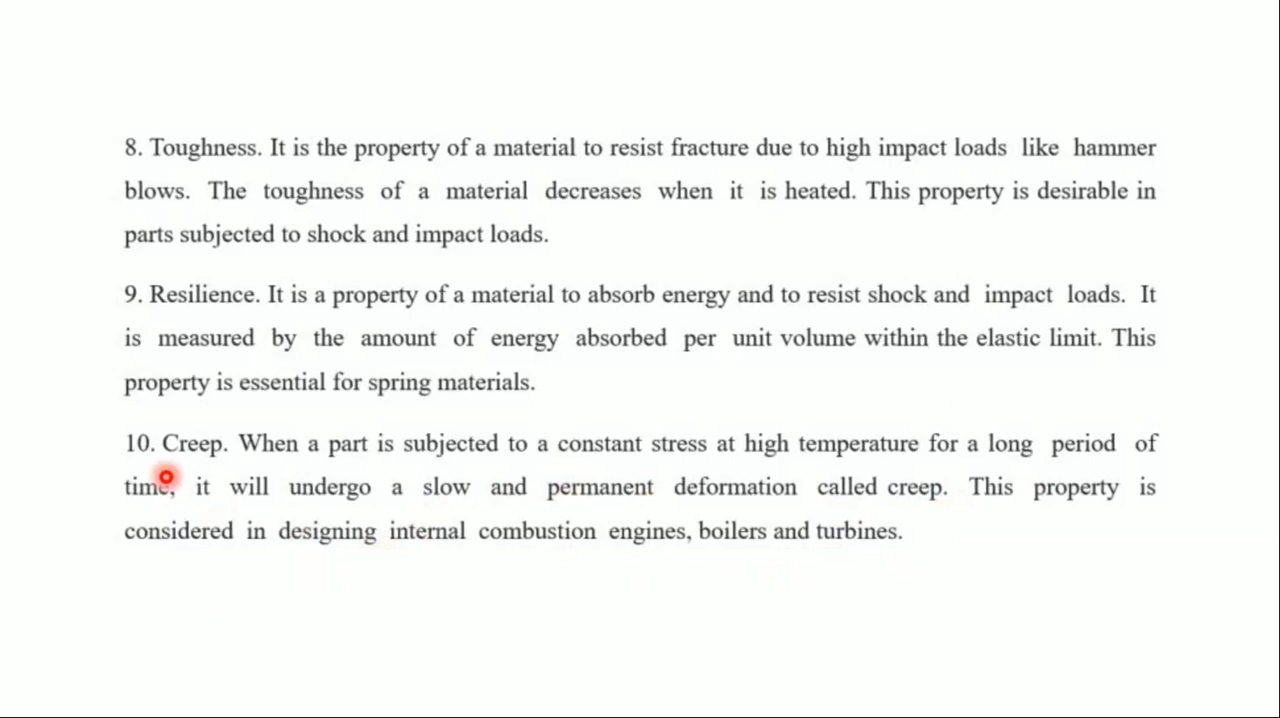 8. Toughness. It is the property of a material to resist fracture due to high impact loads like hammer
blows. The toughness of a material decreases when it is heated. This property is desirable in
parts subjected to shock and impact loads.
9. Resilience. It is a property of a material to absorb energy and to resist shock and impact loads. It
is measured by the amount of energy absorbed per unit volume within the elastic limit. This
property is essential for spring materials.
10. Creep. When a part is subjected to a constant stress at high temperature for a long period of
time, it will undergo a slow and permanent deformation called creep. This property is
considered in designing internal combustion engines, boilers and turbines.